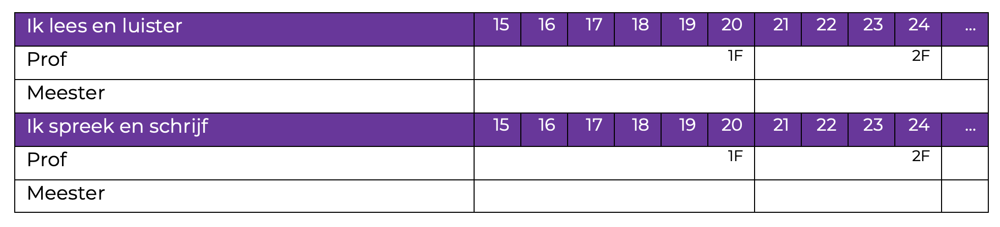 Ik lees en luister 15 16 17 18 19 20 21 22 23 24 ...
Prof 1F 2F
Meester
Ik spreek en schrijf 15 16 17 18 19 20 21 22 23 24 ...
Prof 1F 2F
Meester